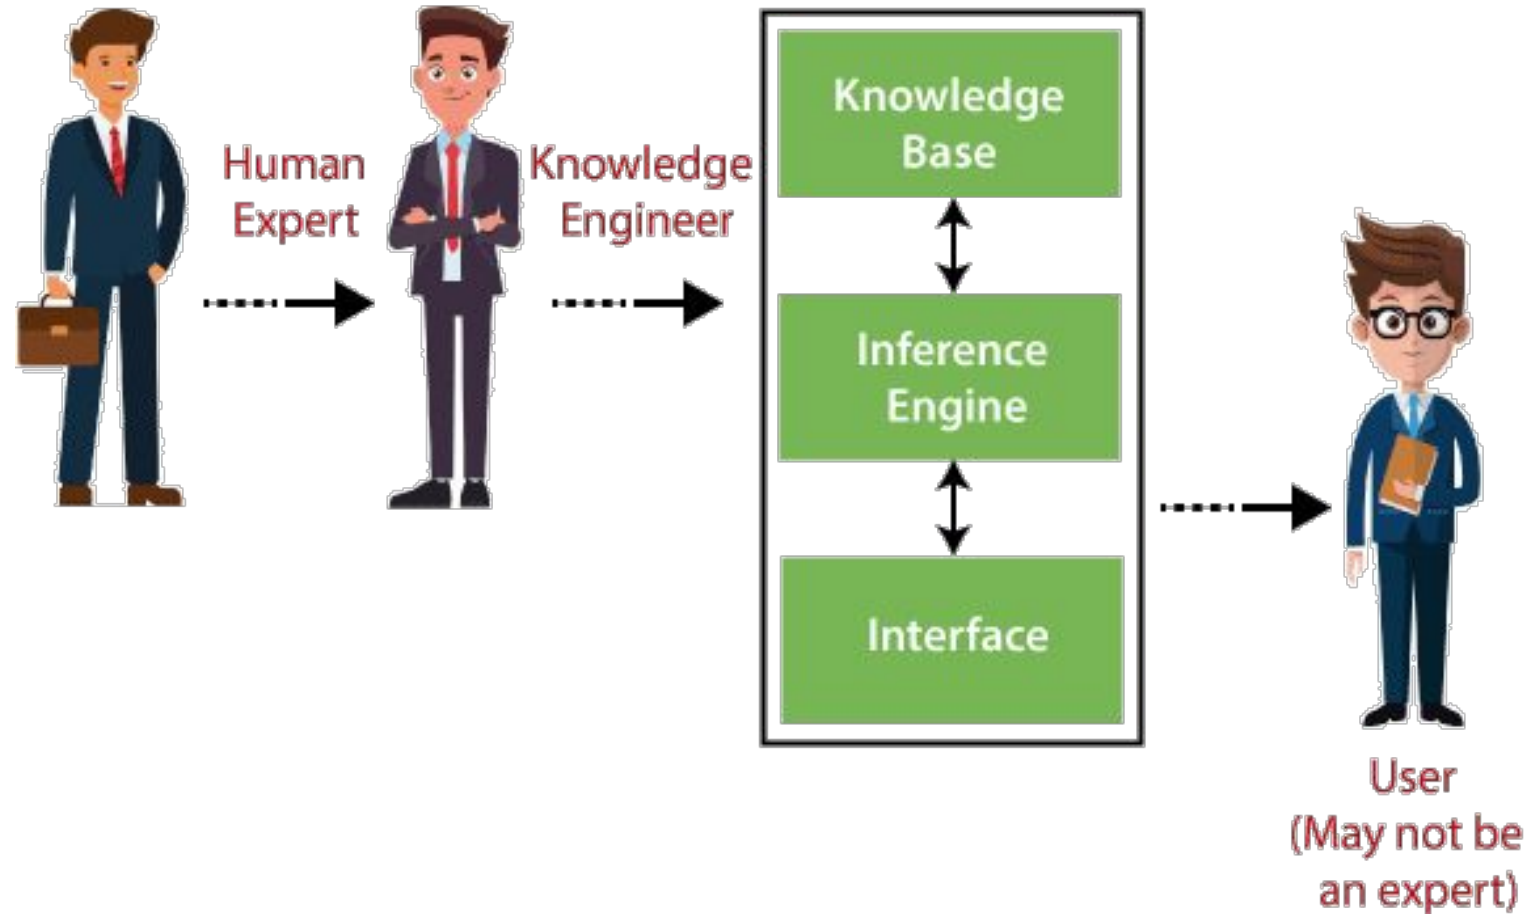 Human
Expert
Knowledge
Engineer
Knowledge
Base
Inference
Engine
Interface
User
(May not be
an expert)